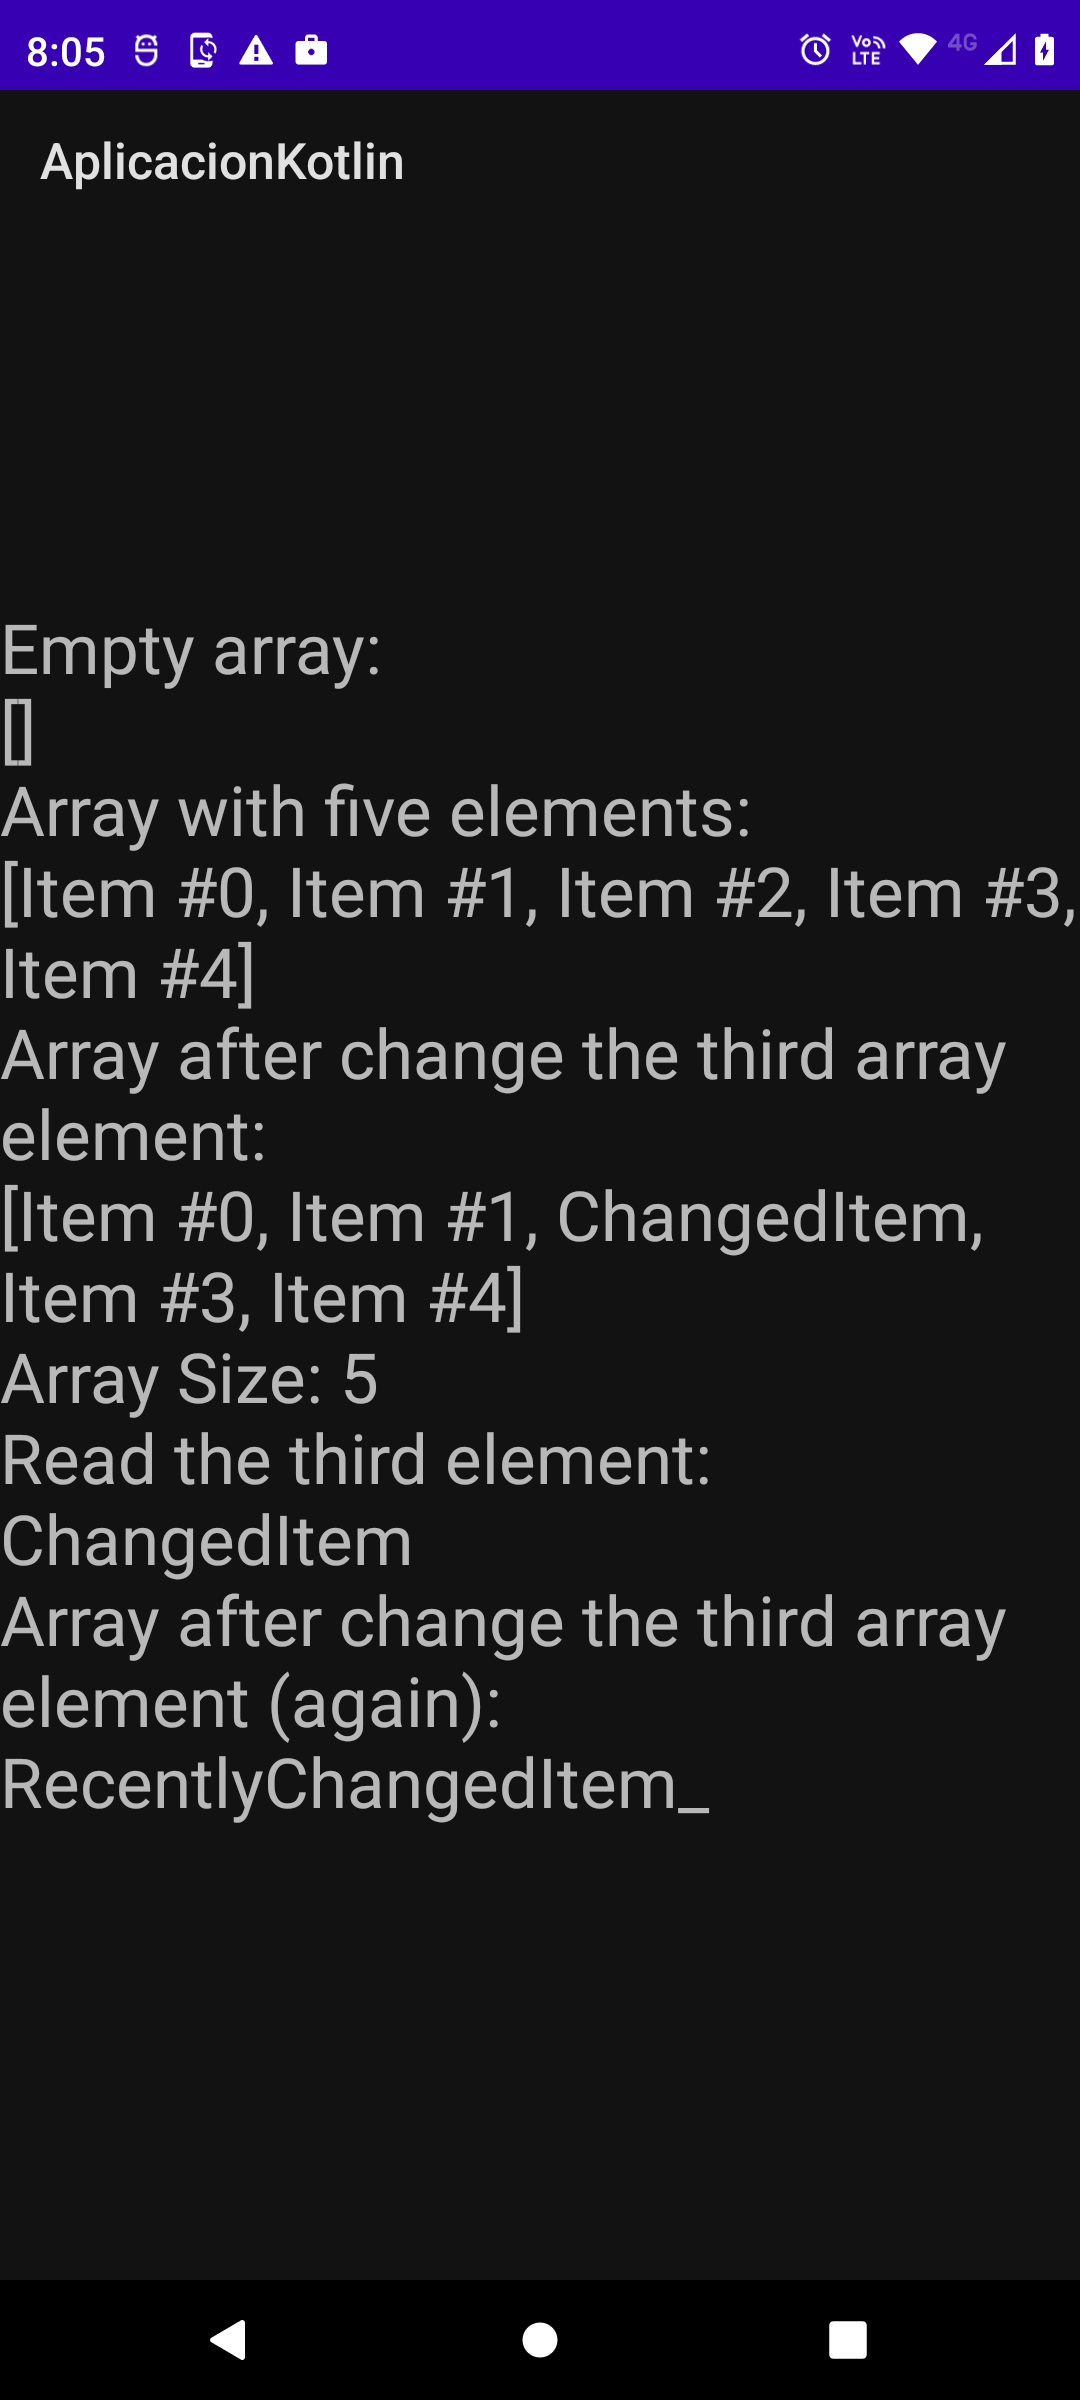 8:05
Vo
LTE
4G
AplicacionKotlin
Empty array:
[]
Array with five elements:
[Item #0, Item #1, Item #2, Item #3,
Item #4]
Array after change the third array
element:
[Item #0, Item #1, ChangedItem,
Item #3, Item #4]
Array Size: 5
Read the third element:
ChangedItem
Array after change the third array
element (again):
RecentlyChangedItem_